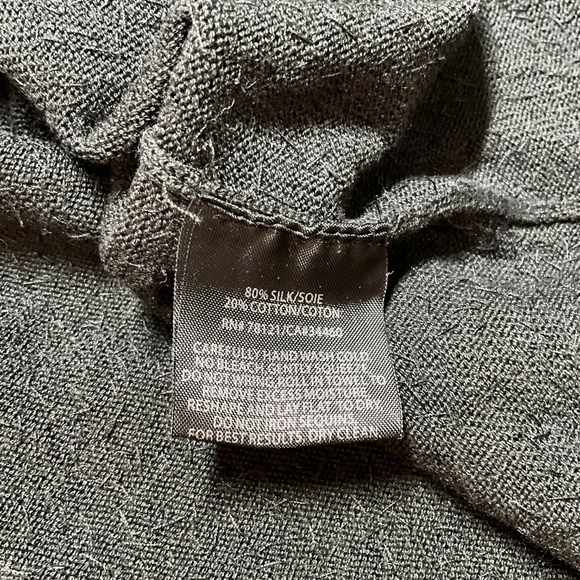 80% SILK/SOIE
20% COTTON/COTON
RN# 78121/CA#34460
CAREFULLY HAND WASH COLD.
NO BLEACH. GENTLY SQUEEZE.
DO NOT WRING. ROLL IN TOWEL TO
REMOVE EXCESS MOISTURE.
RESHAPE AND LAY FLAT TO DRY.
DO NOT IRON SEQUINS.
FOR BEST RESULTS DRY CLEAN